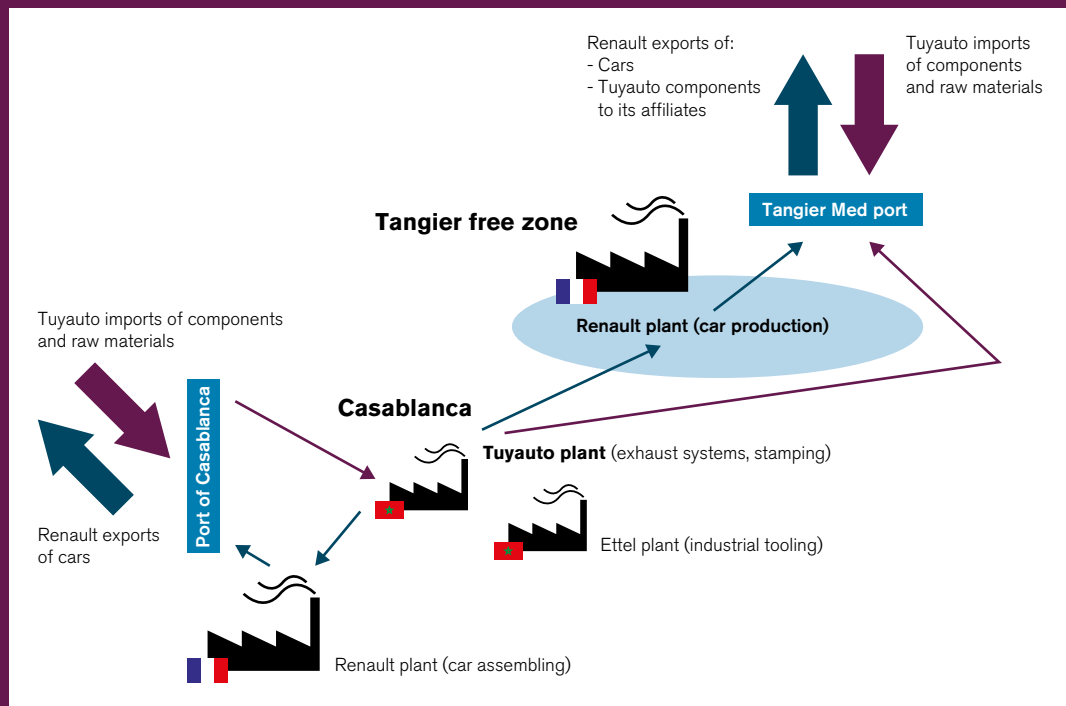 Renault exports of:
- Cars
- Tuyauto components
to its affiliates
Tuyauto imports
of components
and raw materials
Tangier Med port
Tangier free zone
Renault plant (car production)
Tuyauto imports of components
and raw materials
Port of Casablanca
Casablanca
Tuyauto plant (exhaust systems, stamping)
Ettel plant (industrial tooling)
Renault exports
of cars
Renault plant (car assembling)